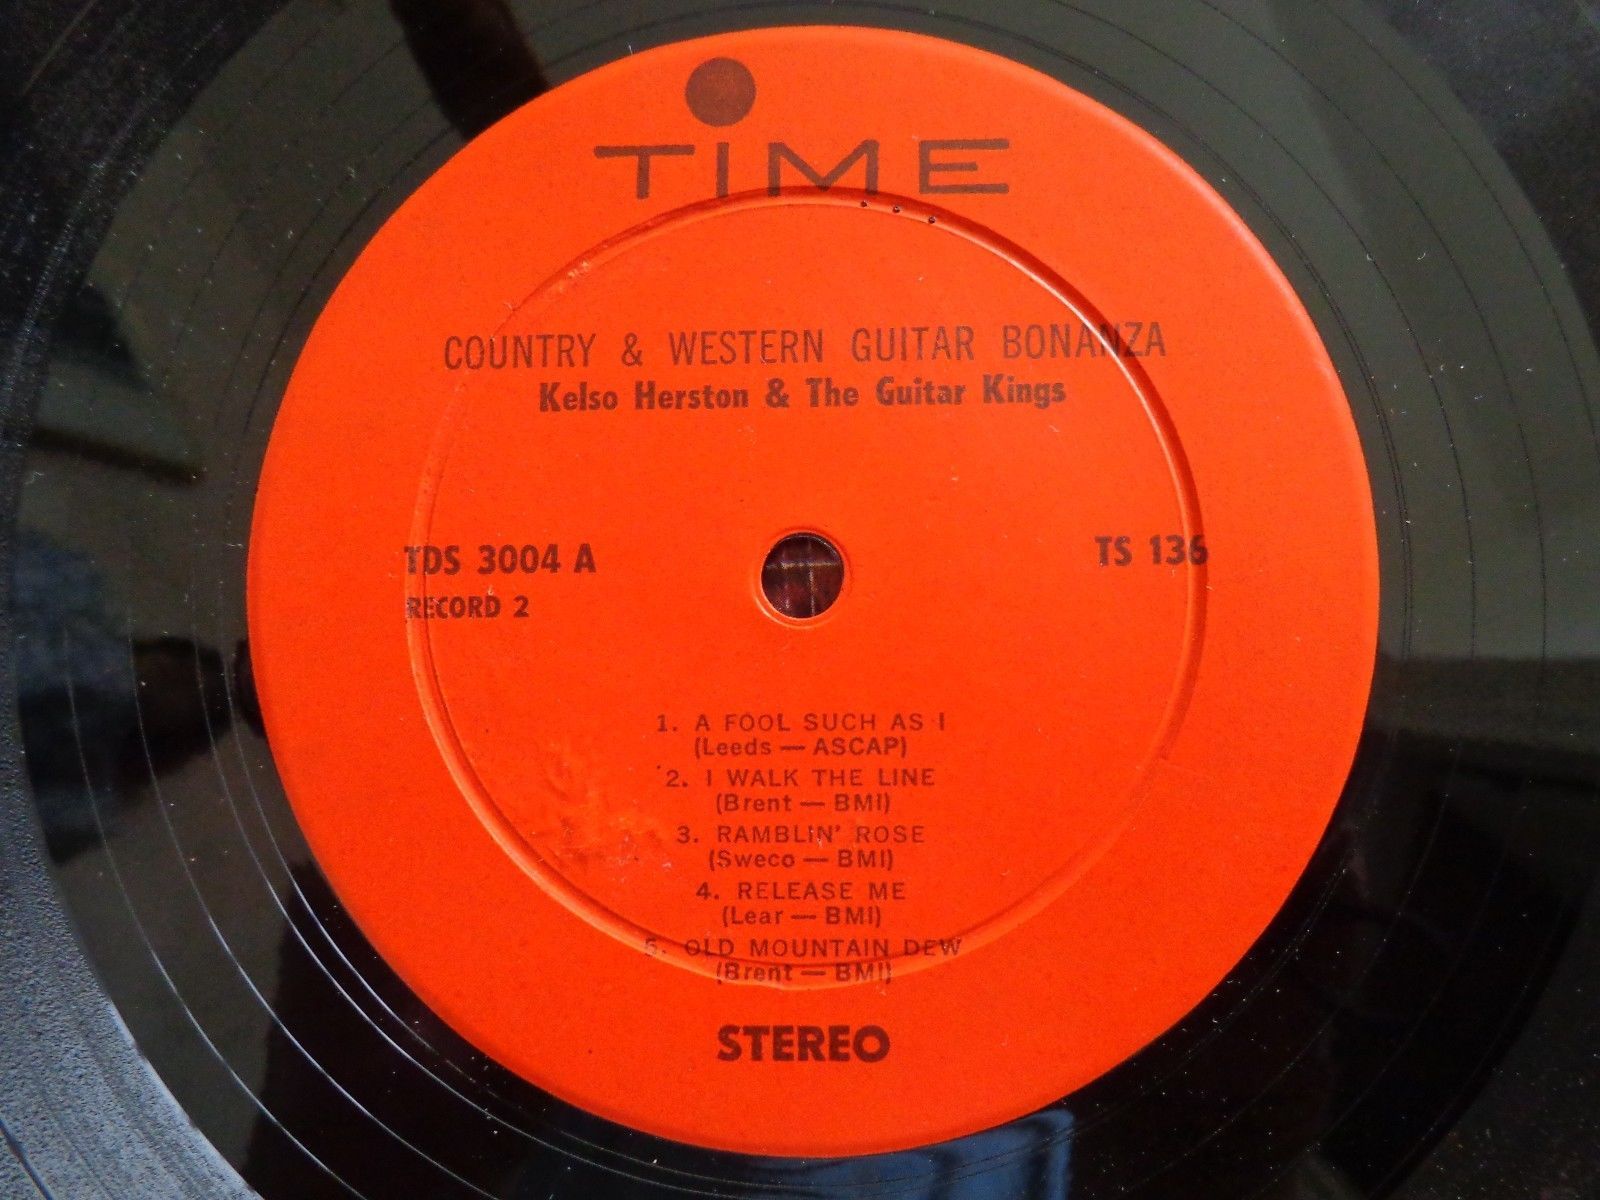 TIME
COUNTRY & WESTERN GUITAR BONANZA
Kelso Herston & The Guitar Kings
TDS 3004 A
TS 136
RECORD 2
1. A FOOL SUCH AS I
(Leeds — ASCAP)
2. I WALK THE LINE
(Brent — BMI)
3. RAMBLIN' ROSE
(Sweco — BMI)
4. RELEASE ME
(Lear — BMI)
5. OLD MOUNTAIN DEW
(Brent — BMI)
STEREO